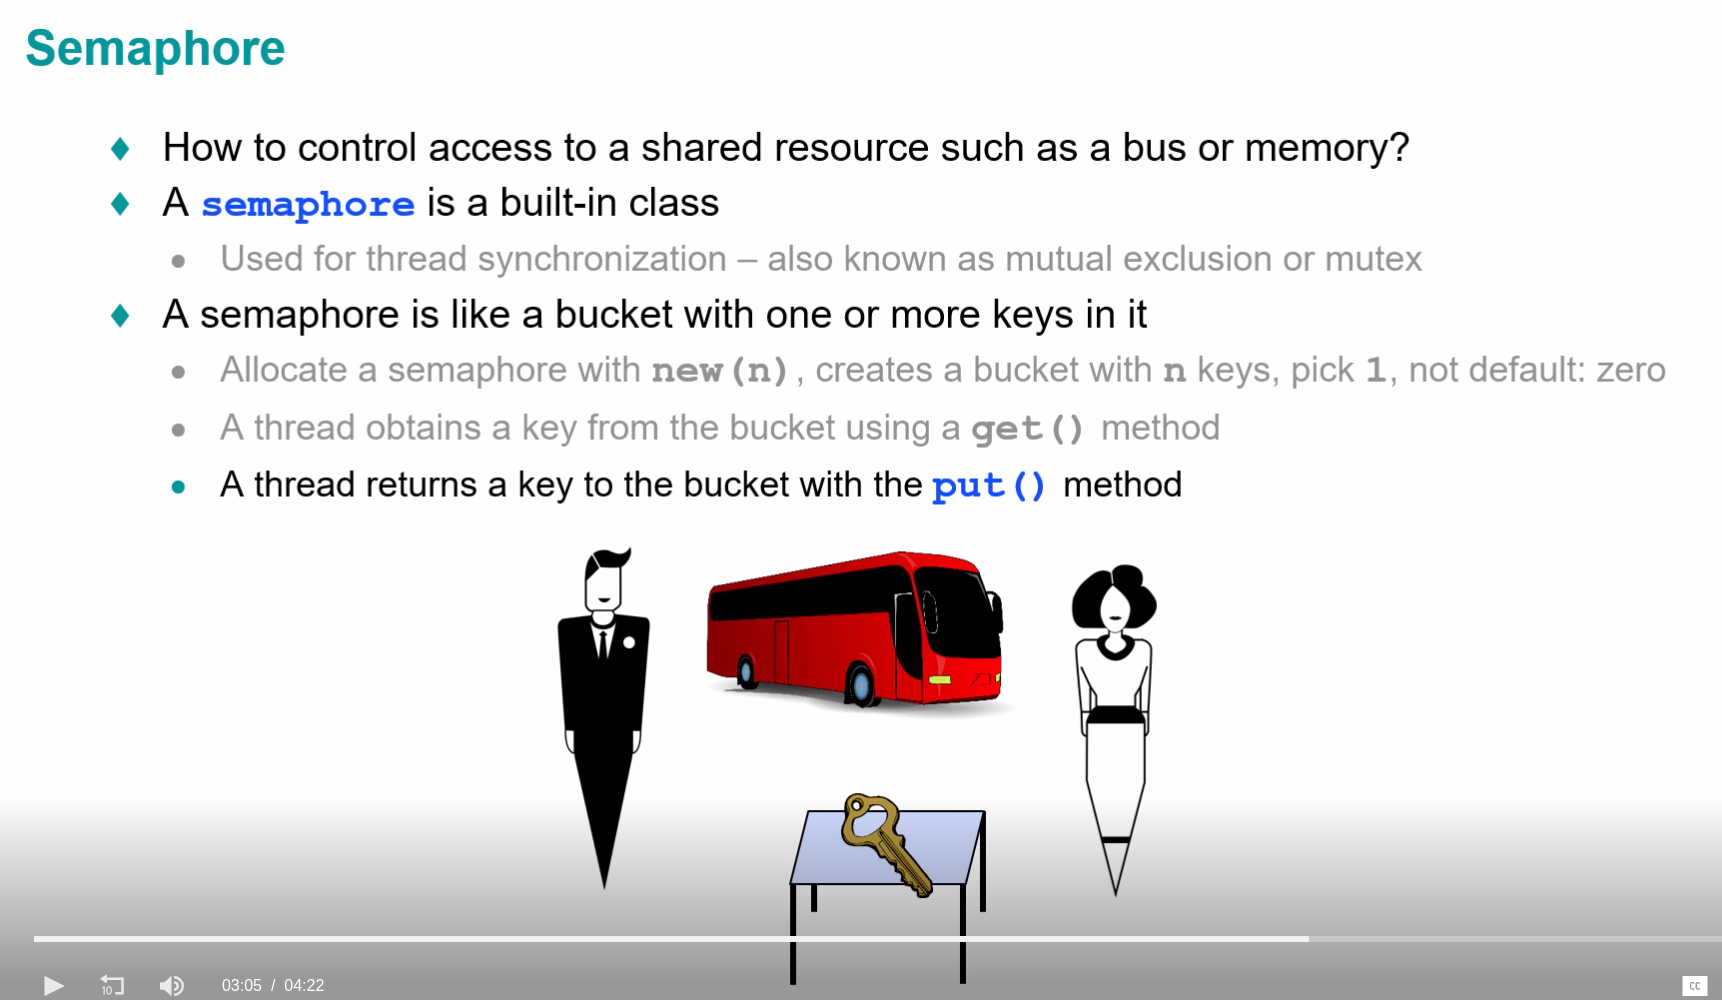 Semaphore
How to control access to a shared resource such as a bus or memory?
A semaphore is a built-in class
Used for thread synchronization – also known as mutual exclusion or mutex
A semaphore is like a bucket with one or more keys in it
Allocate a semaphore with new(n), creates a bucket with n keys, pick 1, not default: zero
A thread obtains a key from the bucket using a get() method
A thread returns a key to the bucket with the put() method
10
03:05 / 04:22
CC